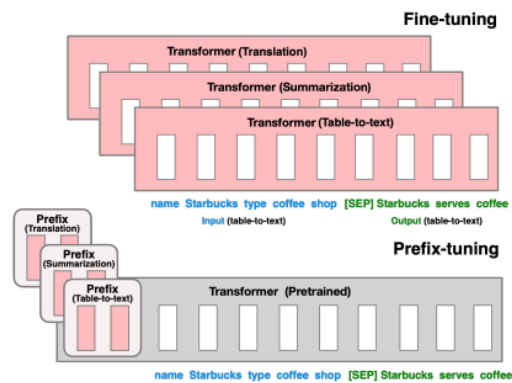 Fine-tuning
Transformer (Translation)
Transformer (Summarization)
Transformer (Table-to-text)
name Starbucks type coffee shop [SEP] Starbucks serves coffee
Input (table-to-text) Output (table-to-text)
Prefix-tuning
Prefix
(Translation)
Prefix
(Summarization)
Prefix
(Table-to-text)
Transformer (Pretrained)
name Starbucks type coffee shop [SEP] Starbucks serves coffee